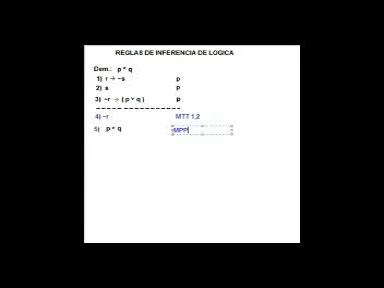 REGLAS DE INFERENCIA DE LOGICA
Dem.: p ^ q
1) r → ~s p
2) s p
3) ~r → ( p ^ q ) p
4) ~r MTT 1,2
5) p ^ q MPP